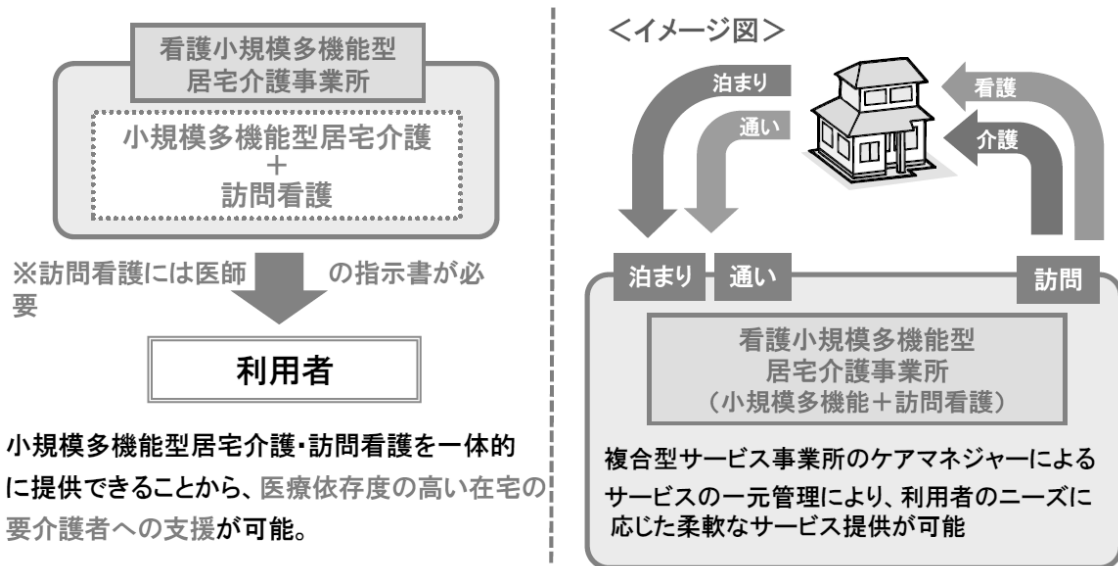 看護小規模多機能型
居宅介護事業所
小規模多機能型居宅介護
+
訪問看護
※訪問看護には医師 の指示書が必
要
利用者
小規模多機能型居宅介護・訪問看護を一体的
に提供できることから、医療依存度の高い在宅の
要介護者への支援が可能。
＜イメージ図＞
泊まり
通い
看護
介護
泊まり
通い
訪問
看護小規模多機能型
居宅介護事業所
（小規模多機能＋訪問看護）
複合型サービス事業所のケアマネジャーによる
サービスの一元管理により、利用者のニーズに
応じた柔軟なサービス提供が可能